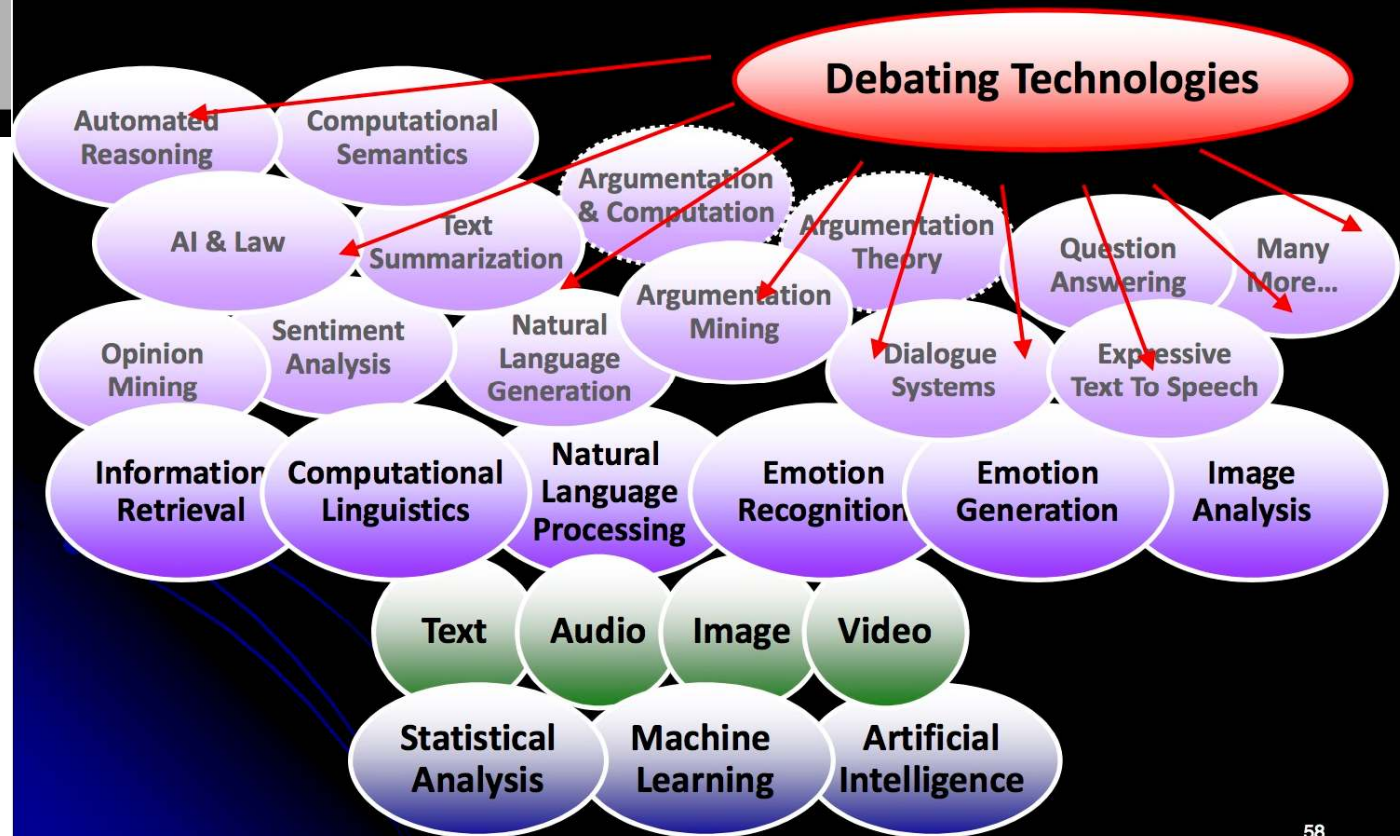 Debating Technologies
Automated
Reasoning
Computational
Semantics
Argumentation
& Computation
Argumentation
Theory
Question
Answering
Many
More...
AI & Law
Text
Summarization
Argumentation
Mining
Opinion
Mining
Sentiment
Analysis
Natural
Language
Generation
Dialogue
Systems
Expressive
Text To Speech
Information
Retrieval
Computational
Linguistics
Natural
Language
Processing
Emotion
Recognition
Emotion
Generation
Image
Analysis
Text
Audio
Image
Video
Statistical
Analysis
Machine
Learning
Artificial
Intelligence
58